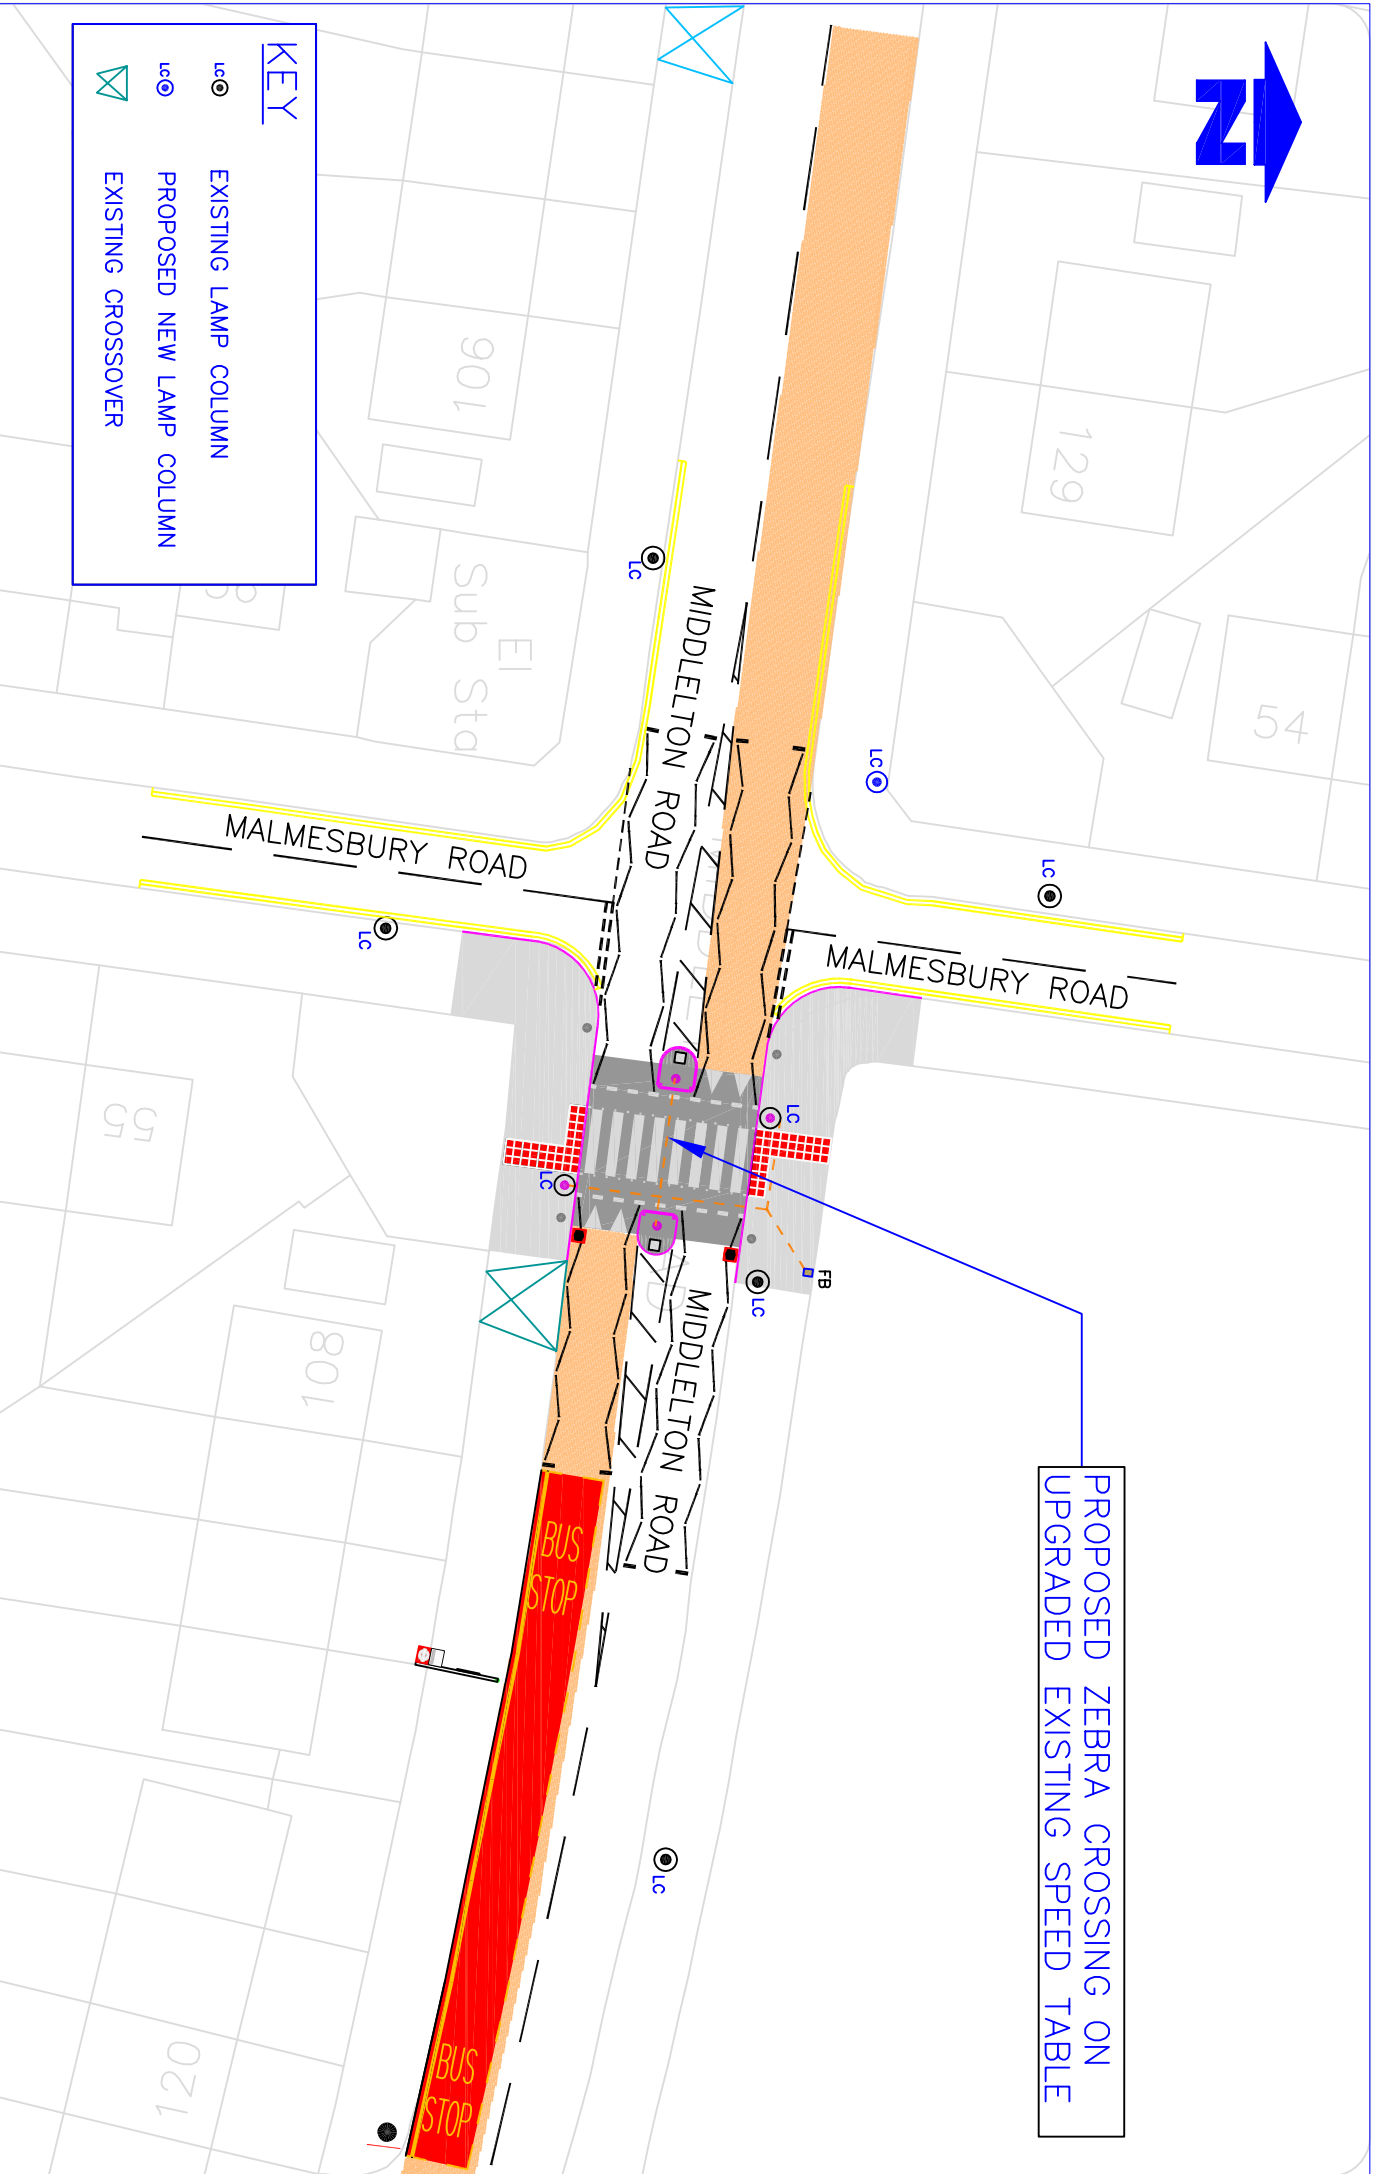 N
KEY
LC EXISTING LAMP COLUMN
LC PROPOSED NEW LAMP COLUMN
EXISTING CROSSOVER
PROPOSED ZEBRA CROSSING ON
UPGRADED EXISTING SPEED TABLE
129
54
106
El
Sub Sta
LC
LC
LC
LC
MIDDLELTON ROAD
MALMESBURY ROAD
MALMESBURY ROAD
LC
LC
FB
LC
55
108
MIDDLELTON ROAD
BUS
STOP
LC
120
BUS
STOP